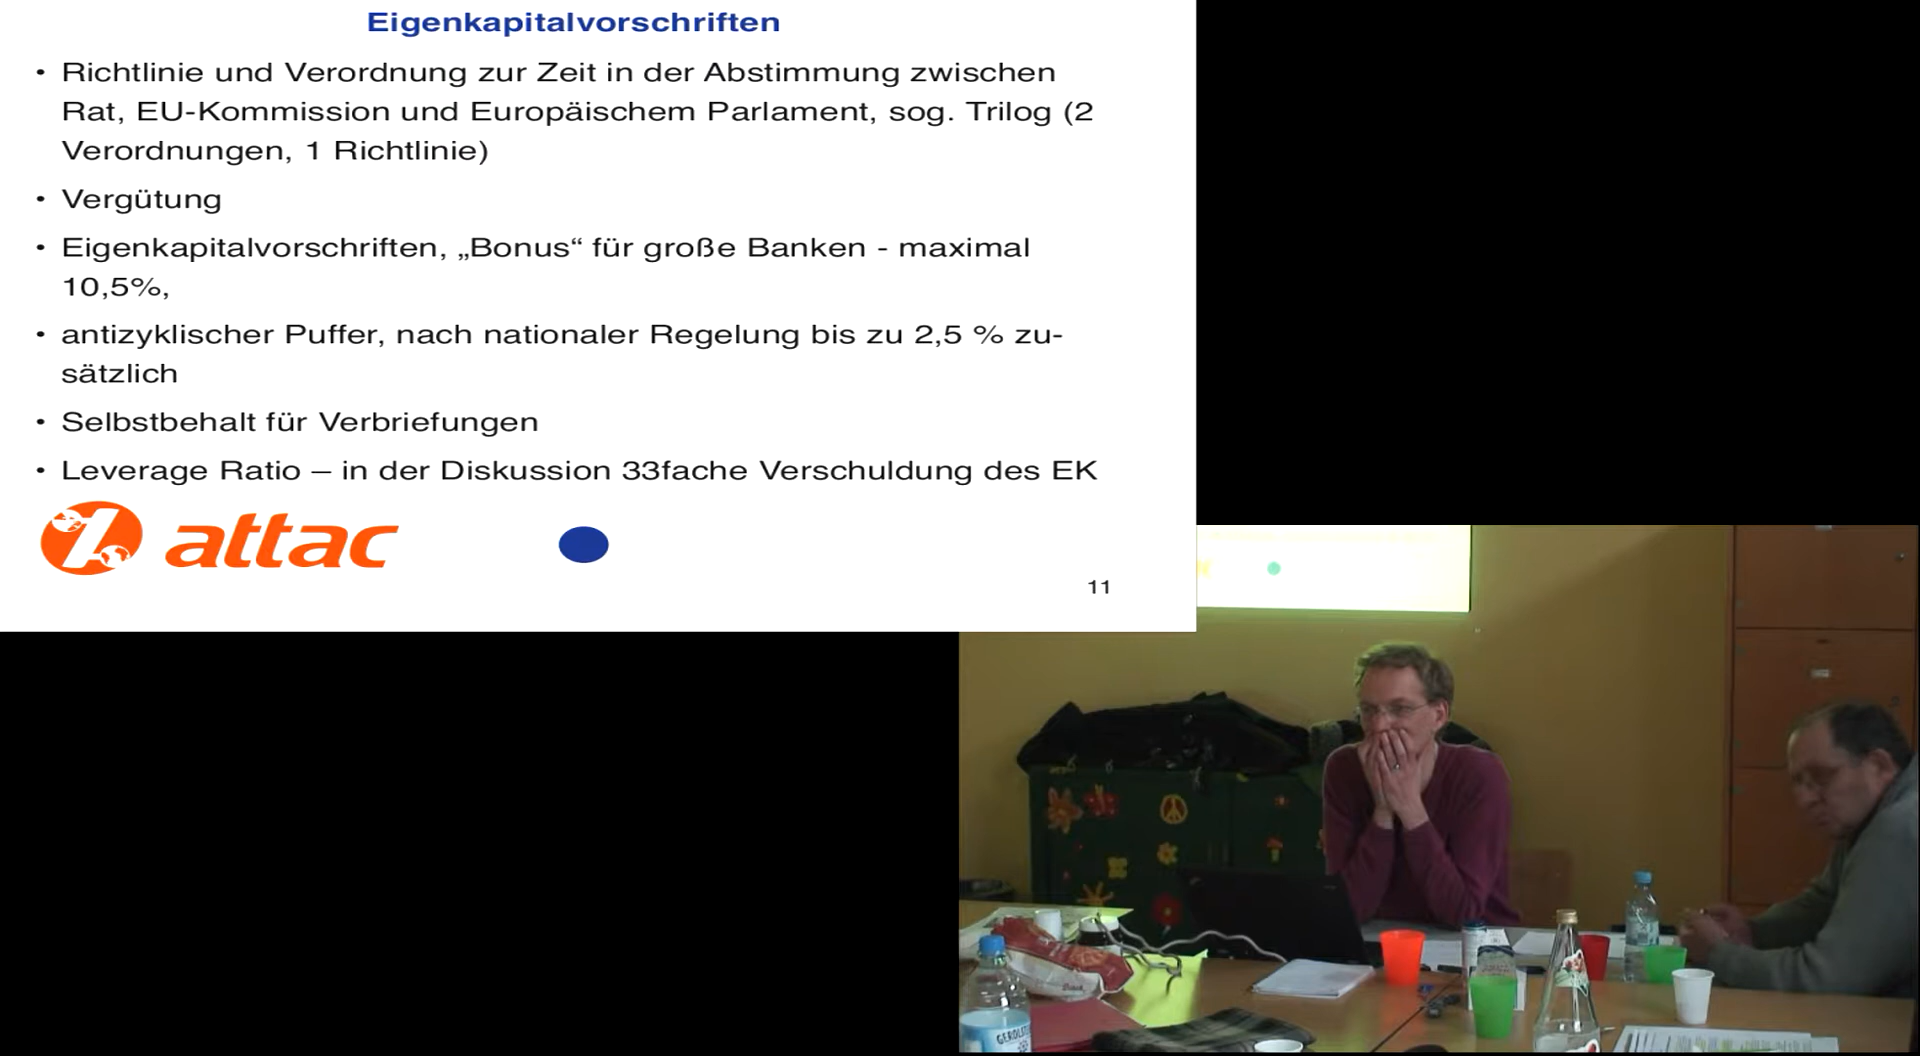 Eigenkapitalvorschriften
• Richtlinie und Verordnung zur Zeit in der Abstimmung zwischen
Rat, EU-Kommission und Europäischem Parlament, sog. Trilog (2
Verordnungen, 1 Richtlinie)
• Vergütung
• Eigenkapitalvorschriften, „Bonus“ für große Banken - maximal
10,5%,
• antizyklischer Puffer, nach nationaler Regelung bis zu 2,5 % zu-
sätzlich
• Selbstbehalt für Verbriefungen
• Leverage Ratio – in der Diskussion 33fache Verschuldung des EK
attac
11